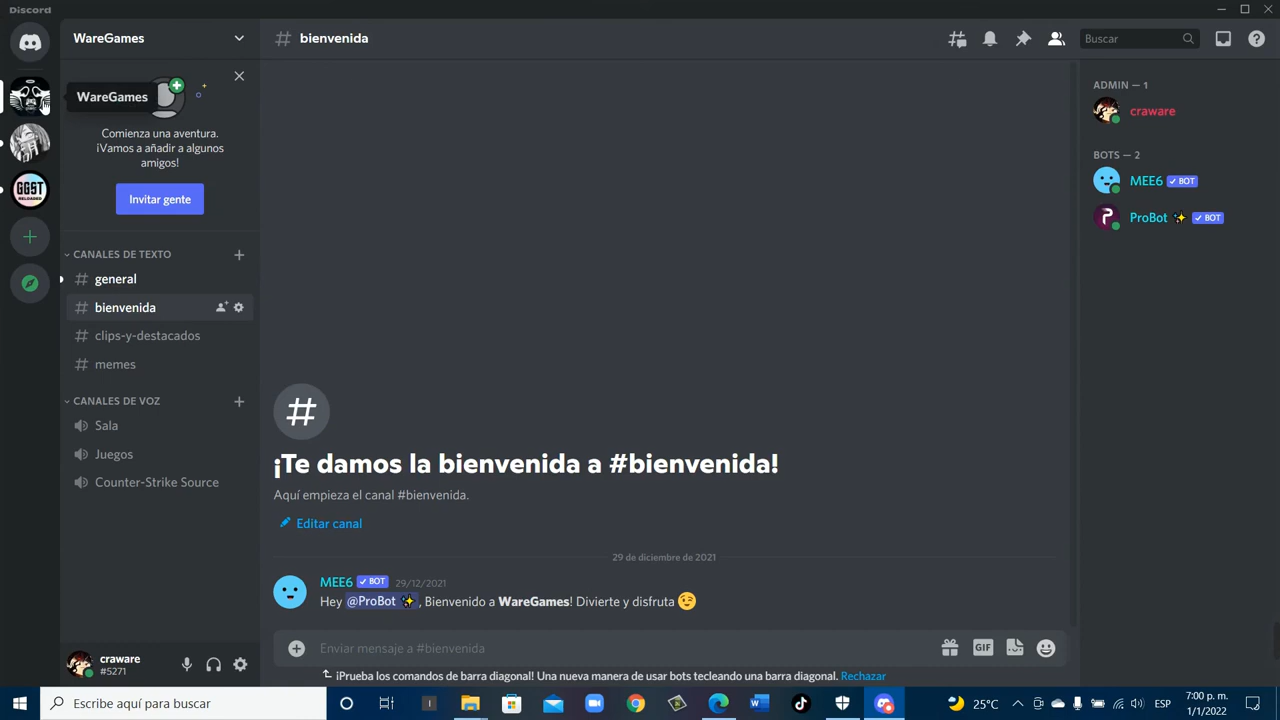 Discord
WareGames
bienvenida
Buscar
WareGames
Comienza una aventura.
¡Vamos a añadir a algunos
amigos!
Invitar gente
CANALES DE TEXTO
general
bienvenida
clips-y-destacados
memes
CANALES DE VOZ
Sala
Juegos
Counter-Strike Source
craware
#5271
GGST
RELOADED
¡Te damos la bienvenida a #bienvenida!
Aquí empieza el canal #bienvenida.
Editar canal
29 de diciembre de 2021
MEE6 ✓ BOT 29/12/2021
Hey @ProBot ✨, Bienvenido a WareGames! Divierte y disfruta 😉
Enviar mensaje a #bienvenida
GIF
¡Prueba los comandos de barra diagonal! Una nueva manera de usar bots tecleando una barra diagonal. Rechazar
ADMIN — 1
craware
BOTS — 2
MEE6 ✓ BOT
ProBot ✨ ✓ BOT
Escribe aquí para buscar
25°C
ESP
7:00 p. m.
1/1/2022